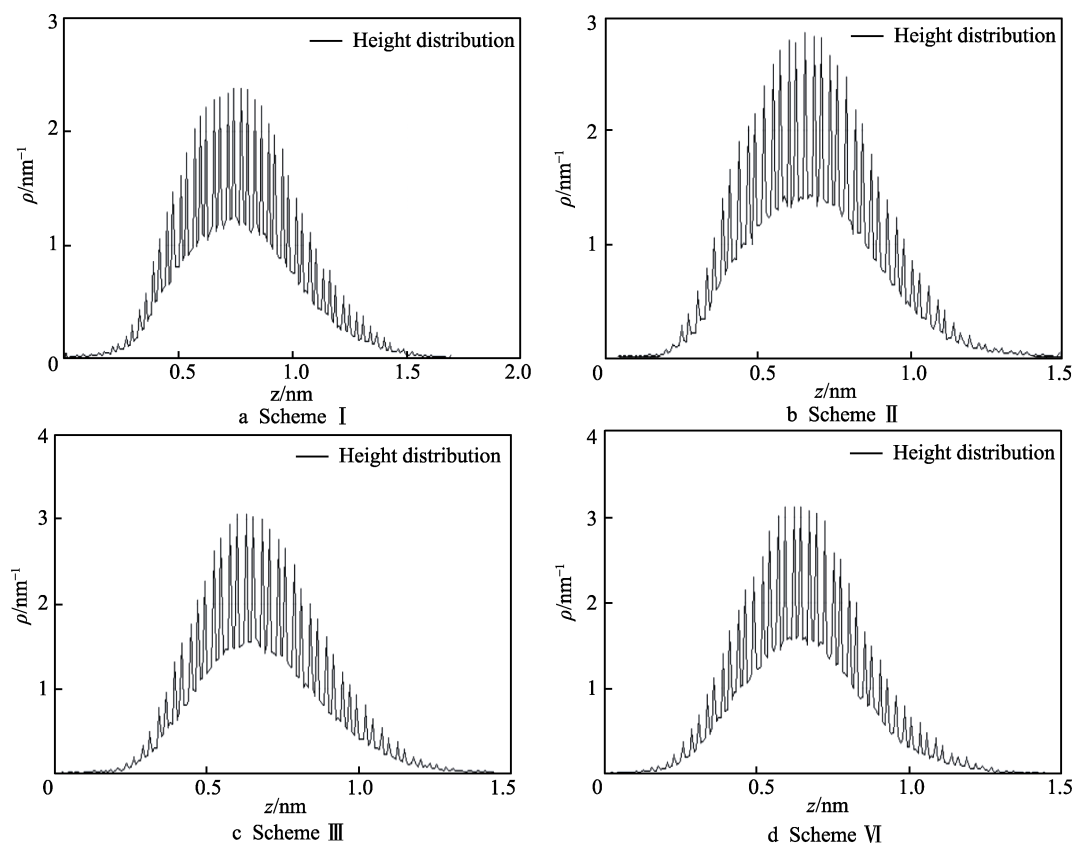 3
2
1
0
ρ/nm⁻¹
Height distribution
0.5
1.0
1.5
2.0
z/nm
a Scheme Ⅰ
3
2
1
0
ρ/nm⁻¹
Height distribution
0.5
1.0
1.5
z/nm
b Scheme Ⅱ
4
3
2
1
0
ρ/nm⁻¹
Height distribution
0.5
1.0
1.5
z/nm
c Scheme Ⅲ
4
3
2
1
0
ρ/nm⁻¹
Height distribution
0.5
1.0
1.5
z/nm
d Scheme Ⅵ